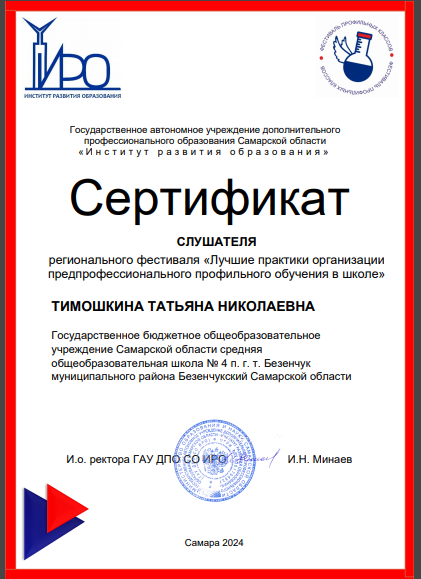 ИРО
ИНСТИТУТ РАЗВИТИЯ ОБРАЗОВАНИЯ
ФЕСТИВАЛЬ ПРОФИЛЬНЫХ КЛАССОВ
ФЕСТИВАЛЬ ПРОФИЛЬНЫХ КЛАССОВ
Государственное автономное учреждение дополнительного
профессионального образования Самарской области
«Институт развития образования»
Сертификат
СЛУШАТЕЛЯ
регионального фестиваля «Лучшие практики организации
предпрофессионального профильного обучения в школе»
ТИМОШКИНА ТАТЬЯНА НИКОЛАЕВНА
Государственное бюджетное общеобразовательное
учреждение Самарской области средняя
общеобразовательная школа № 4 п. г. т. Безенчук
муниципального района Безенчукский Самарской области
И.о. ректора ГАУ ДПО СО ИРО И.Н. Минаев
Самара 2024